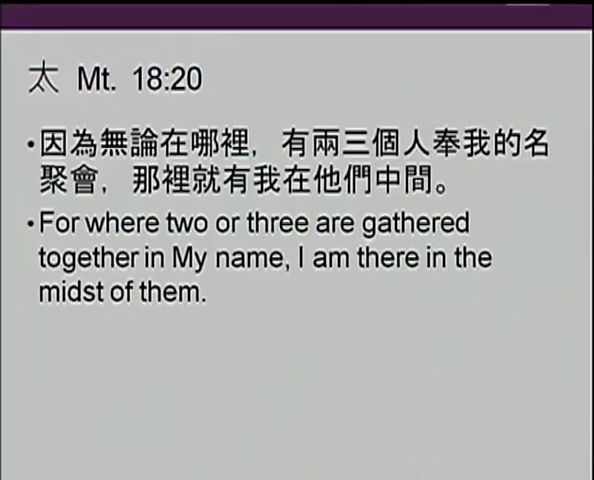 太 Mt. 18:20
•因為無論在哪裡，有兩三個人奉我的名
聚會，那裡就有我在他們中間。
•For where two or three are gathered
together in My name, I am there in the
midst of them.